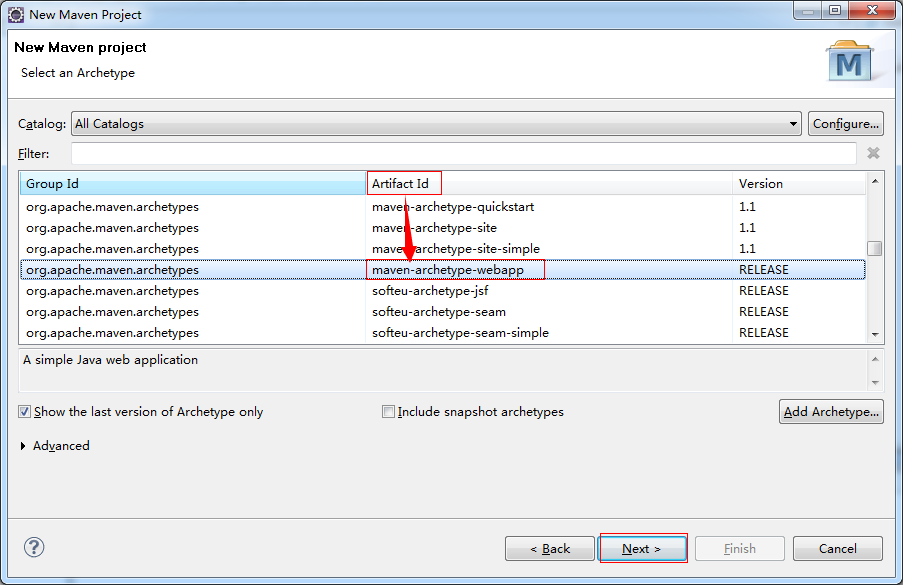 New Maven Project
New Maven project
Select an Archetype
M
Catalog: All Catalogs Configure...
Filter:
Group Id Artifact Id Version
org.apache.maven.archetypes maven-archetype-quickstart 1.1
org.apache.maven.archetypes maven-archetype-site 1.1
org.apache.maven.archetypes maven-archetype-site-simple 1.1
org.apache.maven.archetypes maven-archetype-webapp RELEASE
org.apache.maven.archetypes softeu-archetype-jsf RELEASE
org.apache.maven.archetypes softeu-archetype-seam RELEASE
org.apache.maven.archetypes softeu-archetype-seam-simple RELEASE
A simple Java web application
Show the last version of Archetype only Include snapshot archetypes Add Archetype...
Advanced
? < Back Next > Finish Cancel